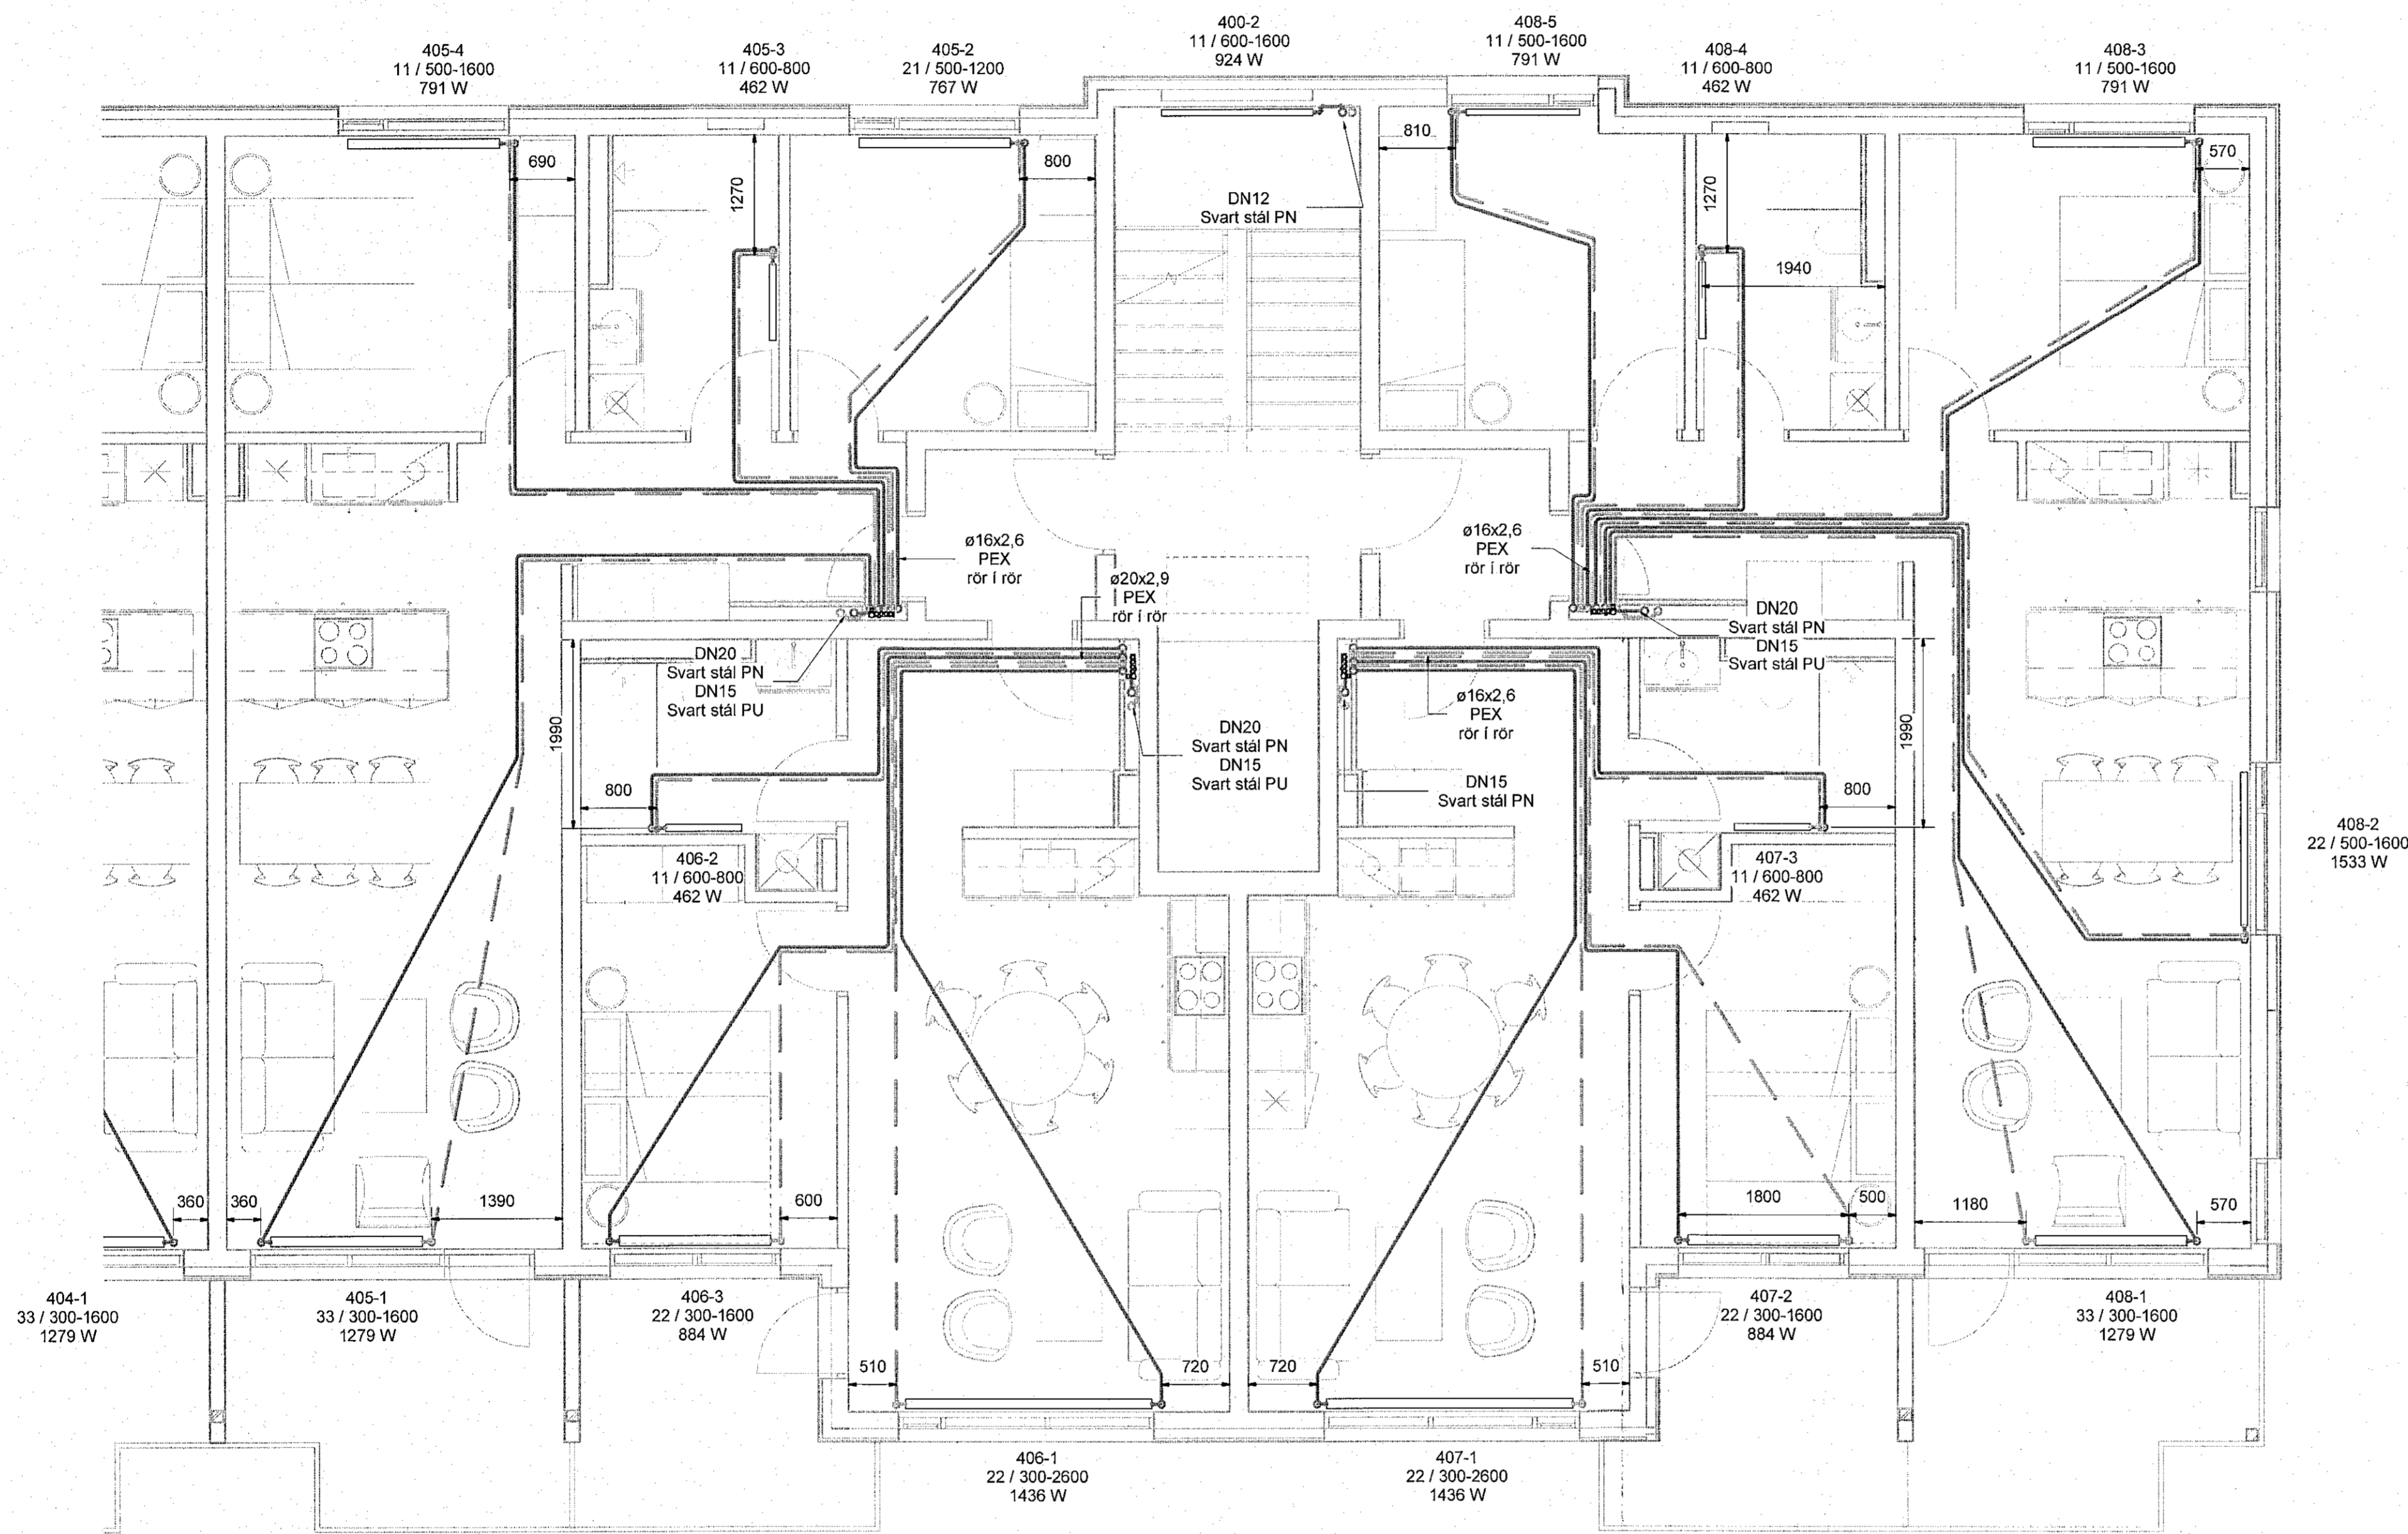 400-2
11 / 600-1600
924 W
408-5
11 / 500-1600
791 W
405-4
11 / 500-1600
791 W
405-3
11 / 600-800
462 W
405-2
21 / 500-1200
767 W
408-4
11 / 600-800
462 W
408-3
11 / 500-1600
791 W
690
1270
800
810
1270
1940
570
DN12
Svart stál PN
ø16x2,6
PEX
rör í rör
ø20x2,9
PEX
rör í rör
ø16x2,6
PEX
rör í rör
DN20
Svart stál PN
DN15
Svart stál PU
DN20
Svart stál PN
DN15
Svart stál PU
1990
800
DN20
Svart stál PN
DN15
Svart stál PU
ø16x2,6
PEX
rör í rör
DN15
Svart stál PN
1990
800
406-2
11 / 600-800
462 W
407-3
11 / 600-800
462 W
408-2
22 / 500-1600
1533 W
360
360
1390
600
1800
500
1180
570
404-1
33 / 300-1600
1279 W
405-1
33 / 300-1600
1279 W
406-3
22 / 300-1600
884 W
407-2
22 / 300-1600
884 W
408-1
33 / 300-1600
1279 W
510
720
720
510
406-1
22 / 300-2600
1436 W
407-1
22 / 300-2600
1436 W